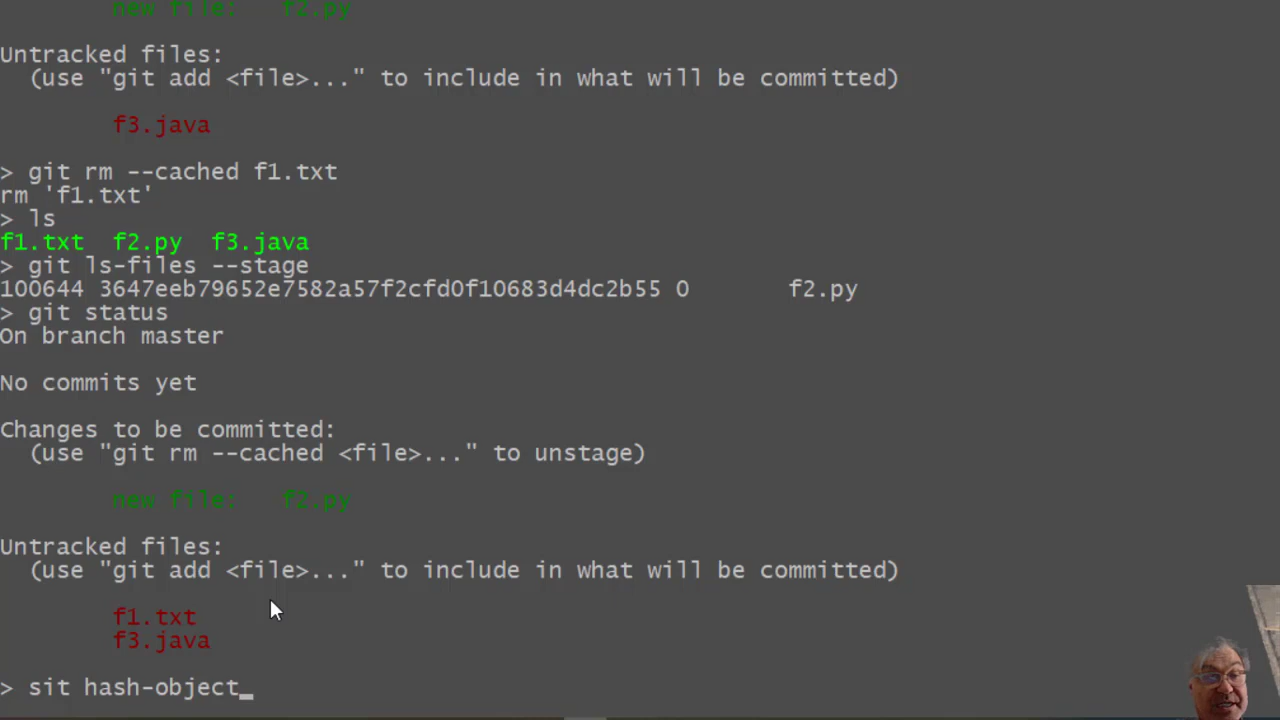 new file:   f2.py
Untracked files:
  (use "git add <file>..." to include in what will be committed)
        f3.java
> git rm --cached f1.txt
rm 'f1.txt'
> ls
f1.txt  f2.py  f3.java
> git ls-files --stage
100644 3647eeb79652e7582a57f2cfd0f10683d4dc2b55 0       f2.py
> git status
On branch master
No commits yet
Changes to be committed:
  (use "git rm --cached <file>..." to unstage)
        new file:   f2.py
Untracked files:
  (use "git add <file>..." to include in what will be committed)
        f1.txt
        f3.java
> sit hash-object_